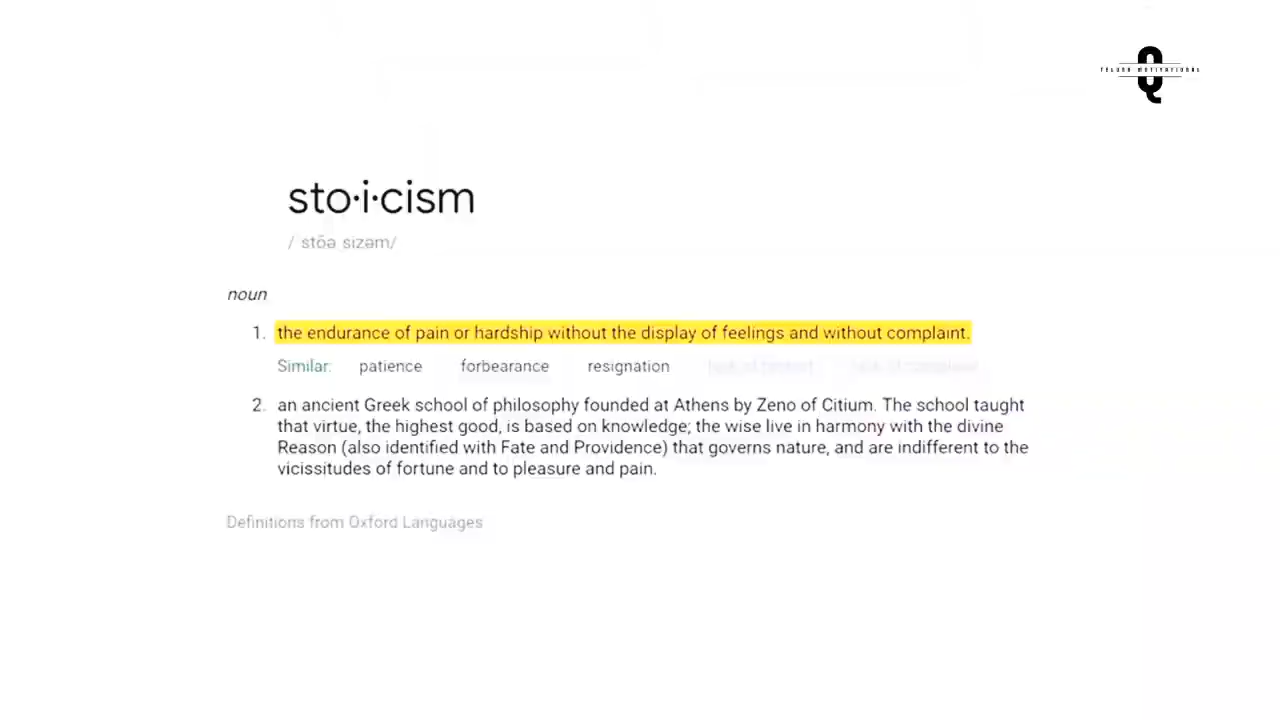 TELUGU MOTIVATIONAL
Q
sto·i·cism
/ stōə sizəm/
noun
1. the endurance of pain or hardship without the display of feelings and without complaint.
Similar: patience forbearance resignation
2. an ancient Greek school of philosophy founded at Athens by Zeno of Citium. The school taught
that virtue, the highest good, is based on knowledge; the wise live in harmony with the divine
Reason (also identified with Fate and Providence) that governs nature, and are indifferent to the
vicissitudes of fortune and to pleasure and pain.
Definitions from Oxford Languages